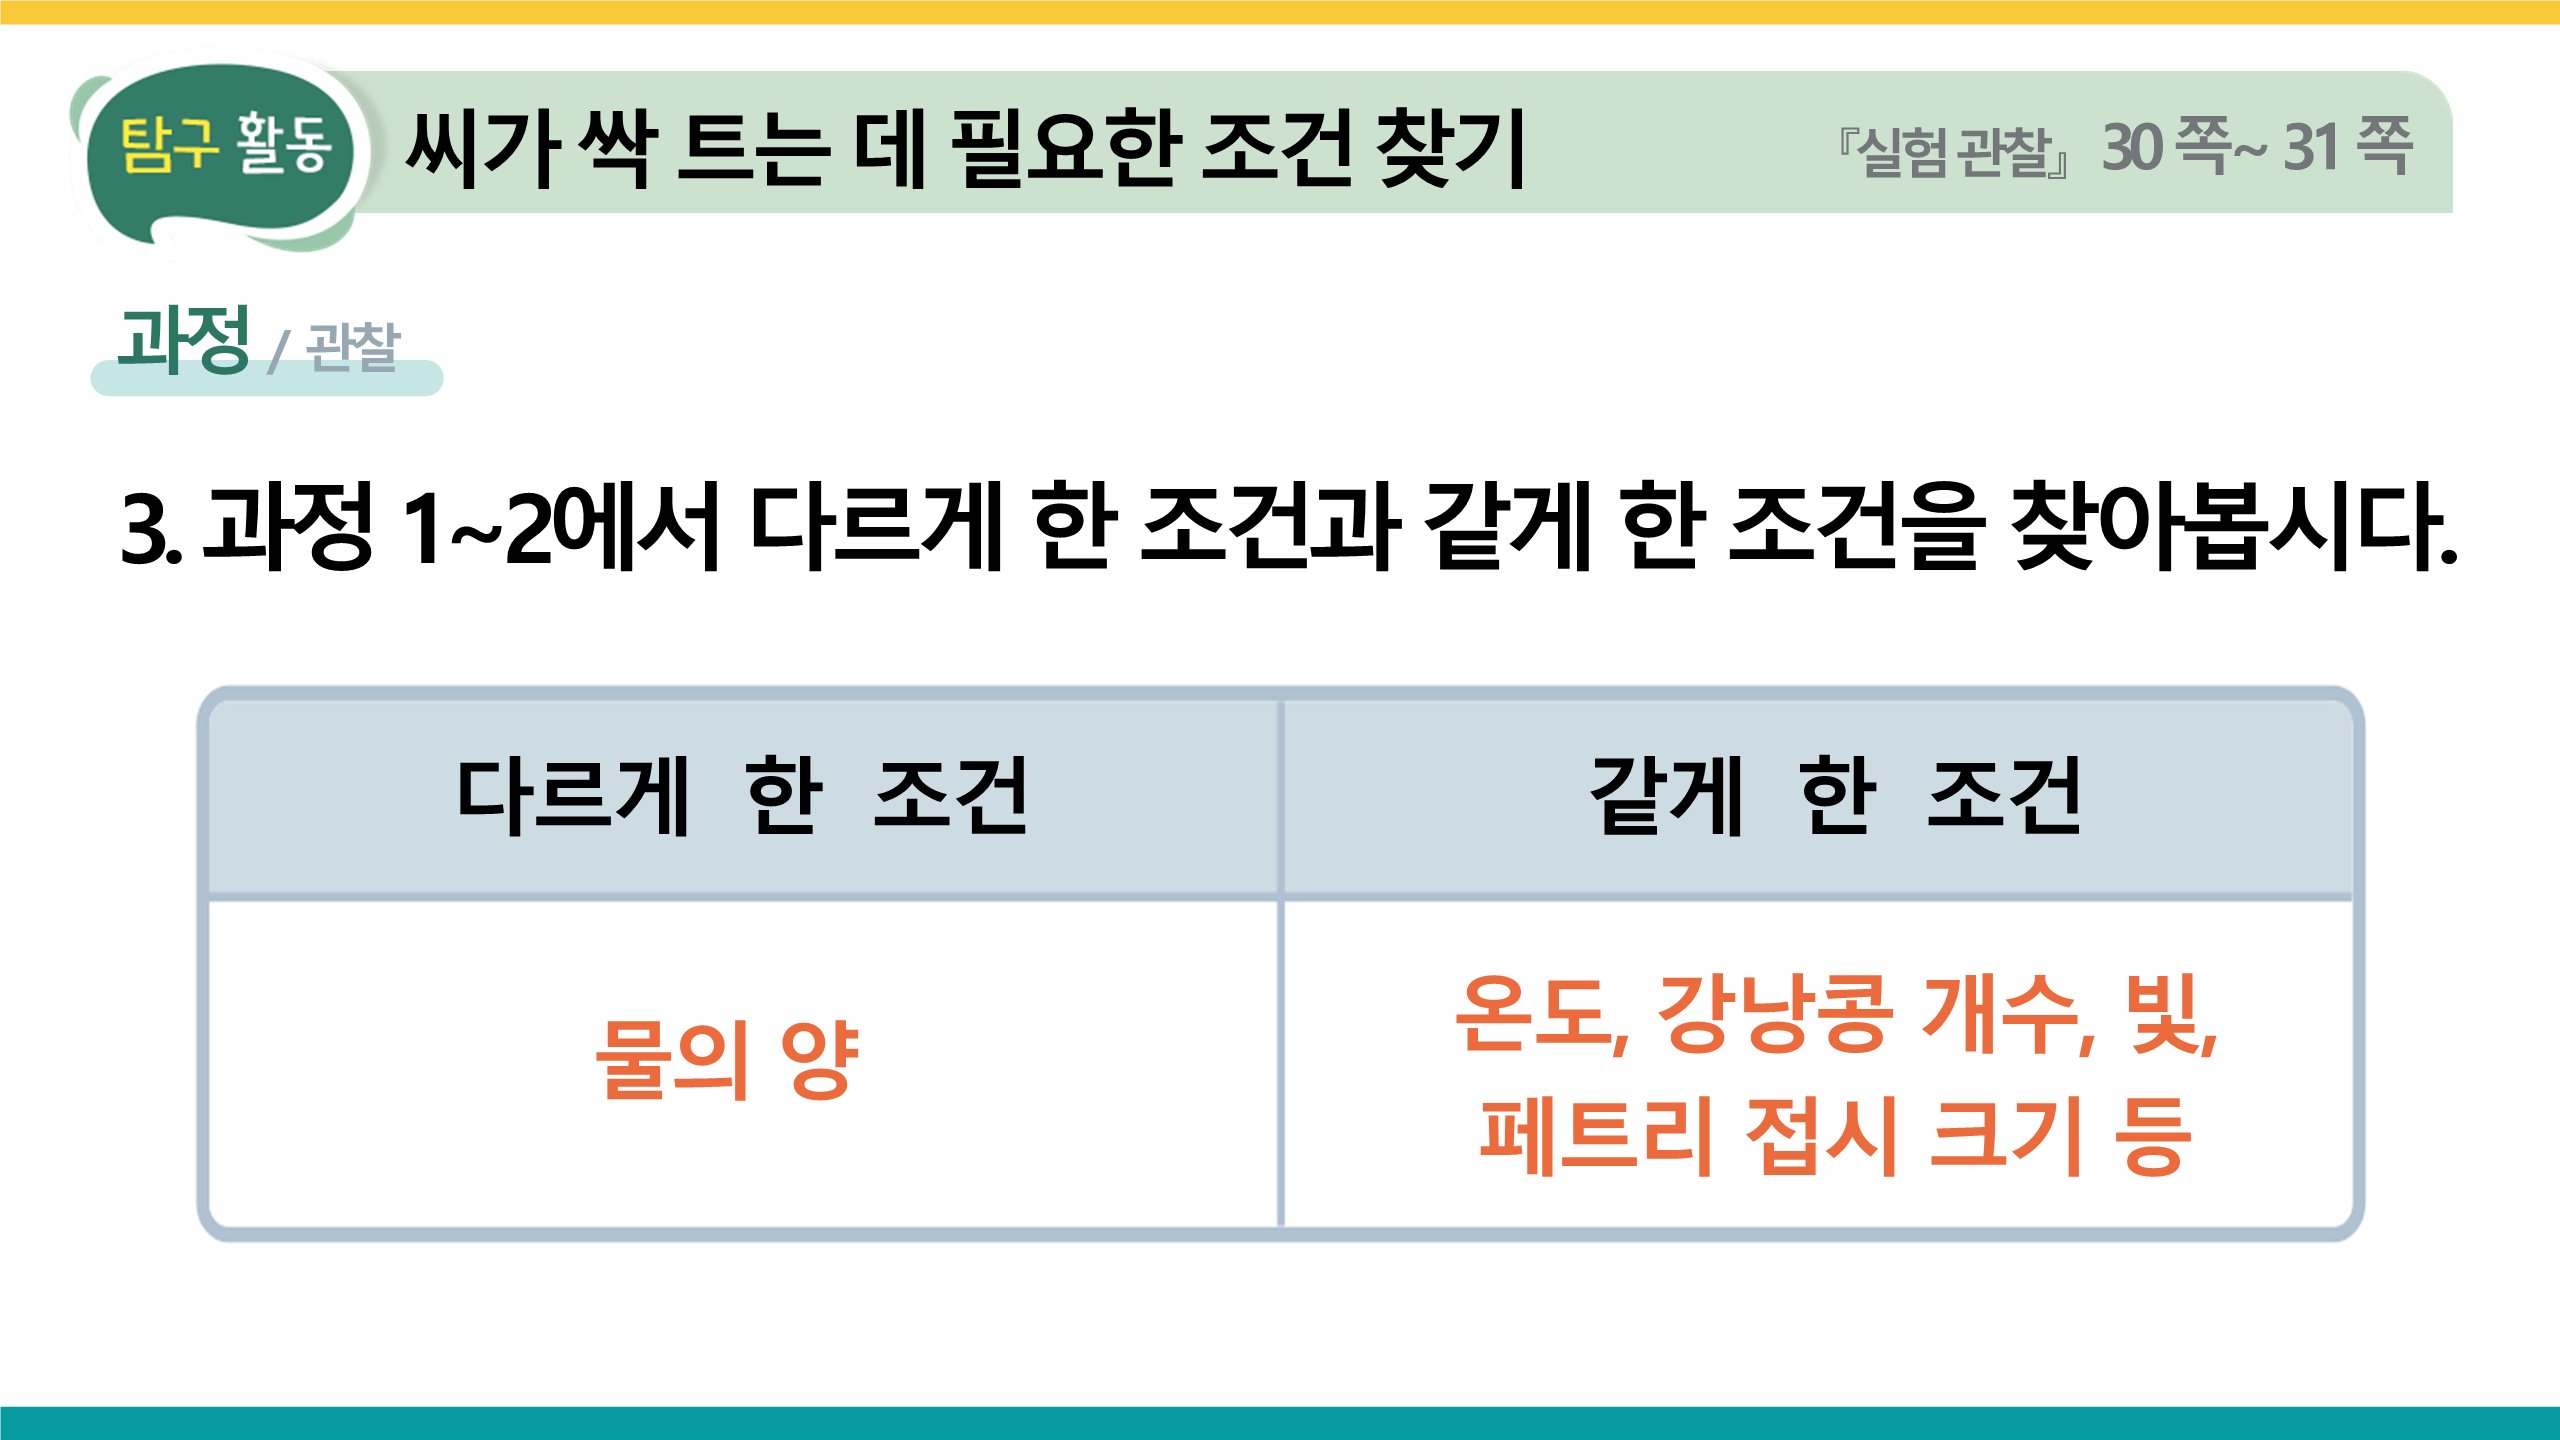 탐구 활동
씨가 싹 트는 데 필요한 조건 찾기
『실험 관찰』 30 쪽~ 31 쪽
과정 / 관찰
3. 과정 1~2에서 다르게 한 조건과 같게 한 조건을 찾아봅시다.
다르게 한 조건
같게 한 조건
물의 양
온도, 강낭콩 개수, 빛,
페트리 접시 크기 등